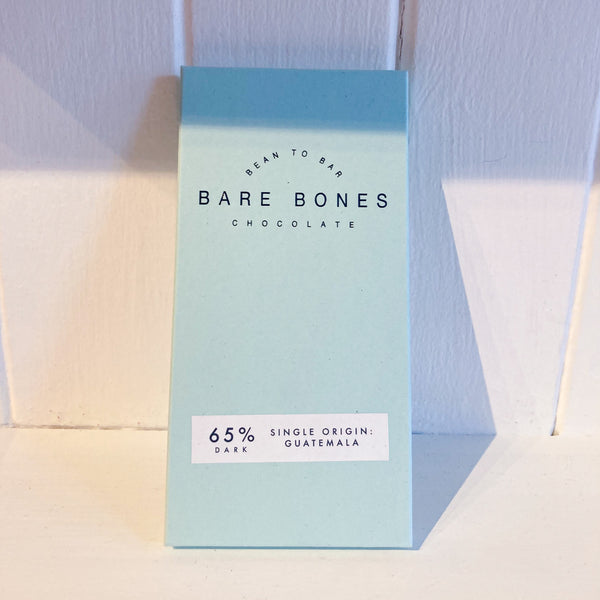 BEAN TO BAR
BARE BONES
CHOCOLATE
65% SINGLE ORIGIN:
DARK GUATEMALA